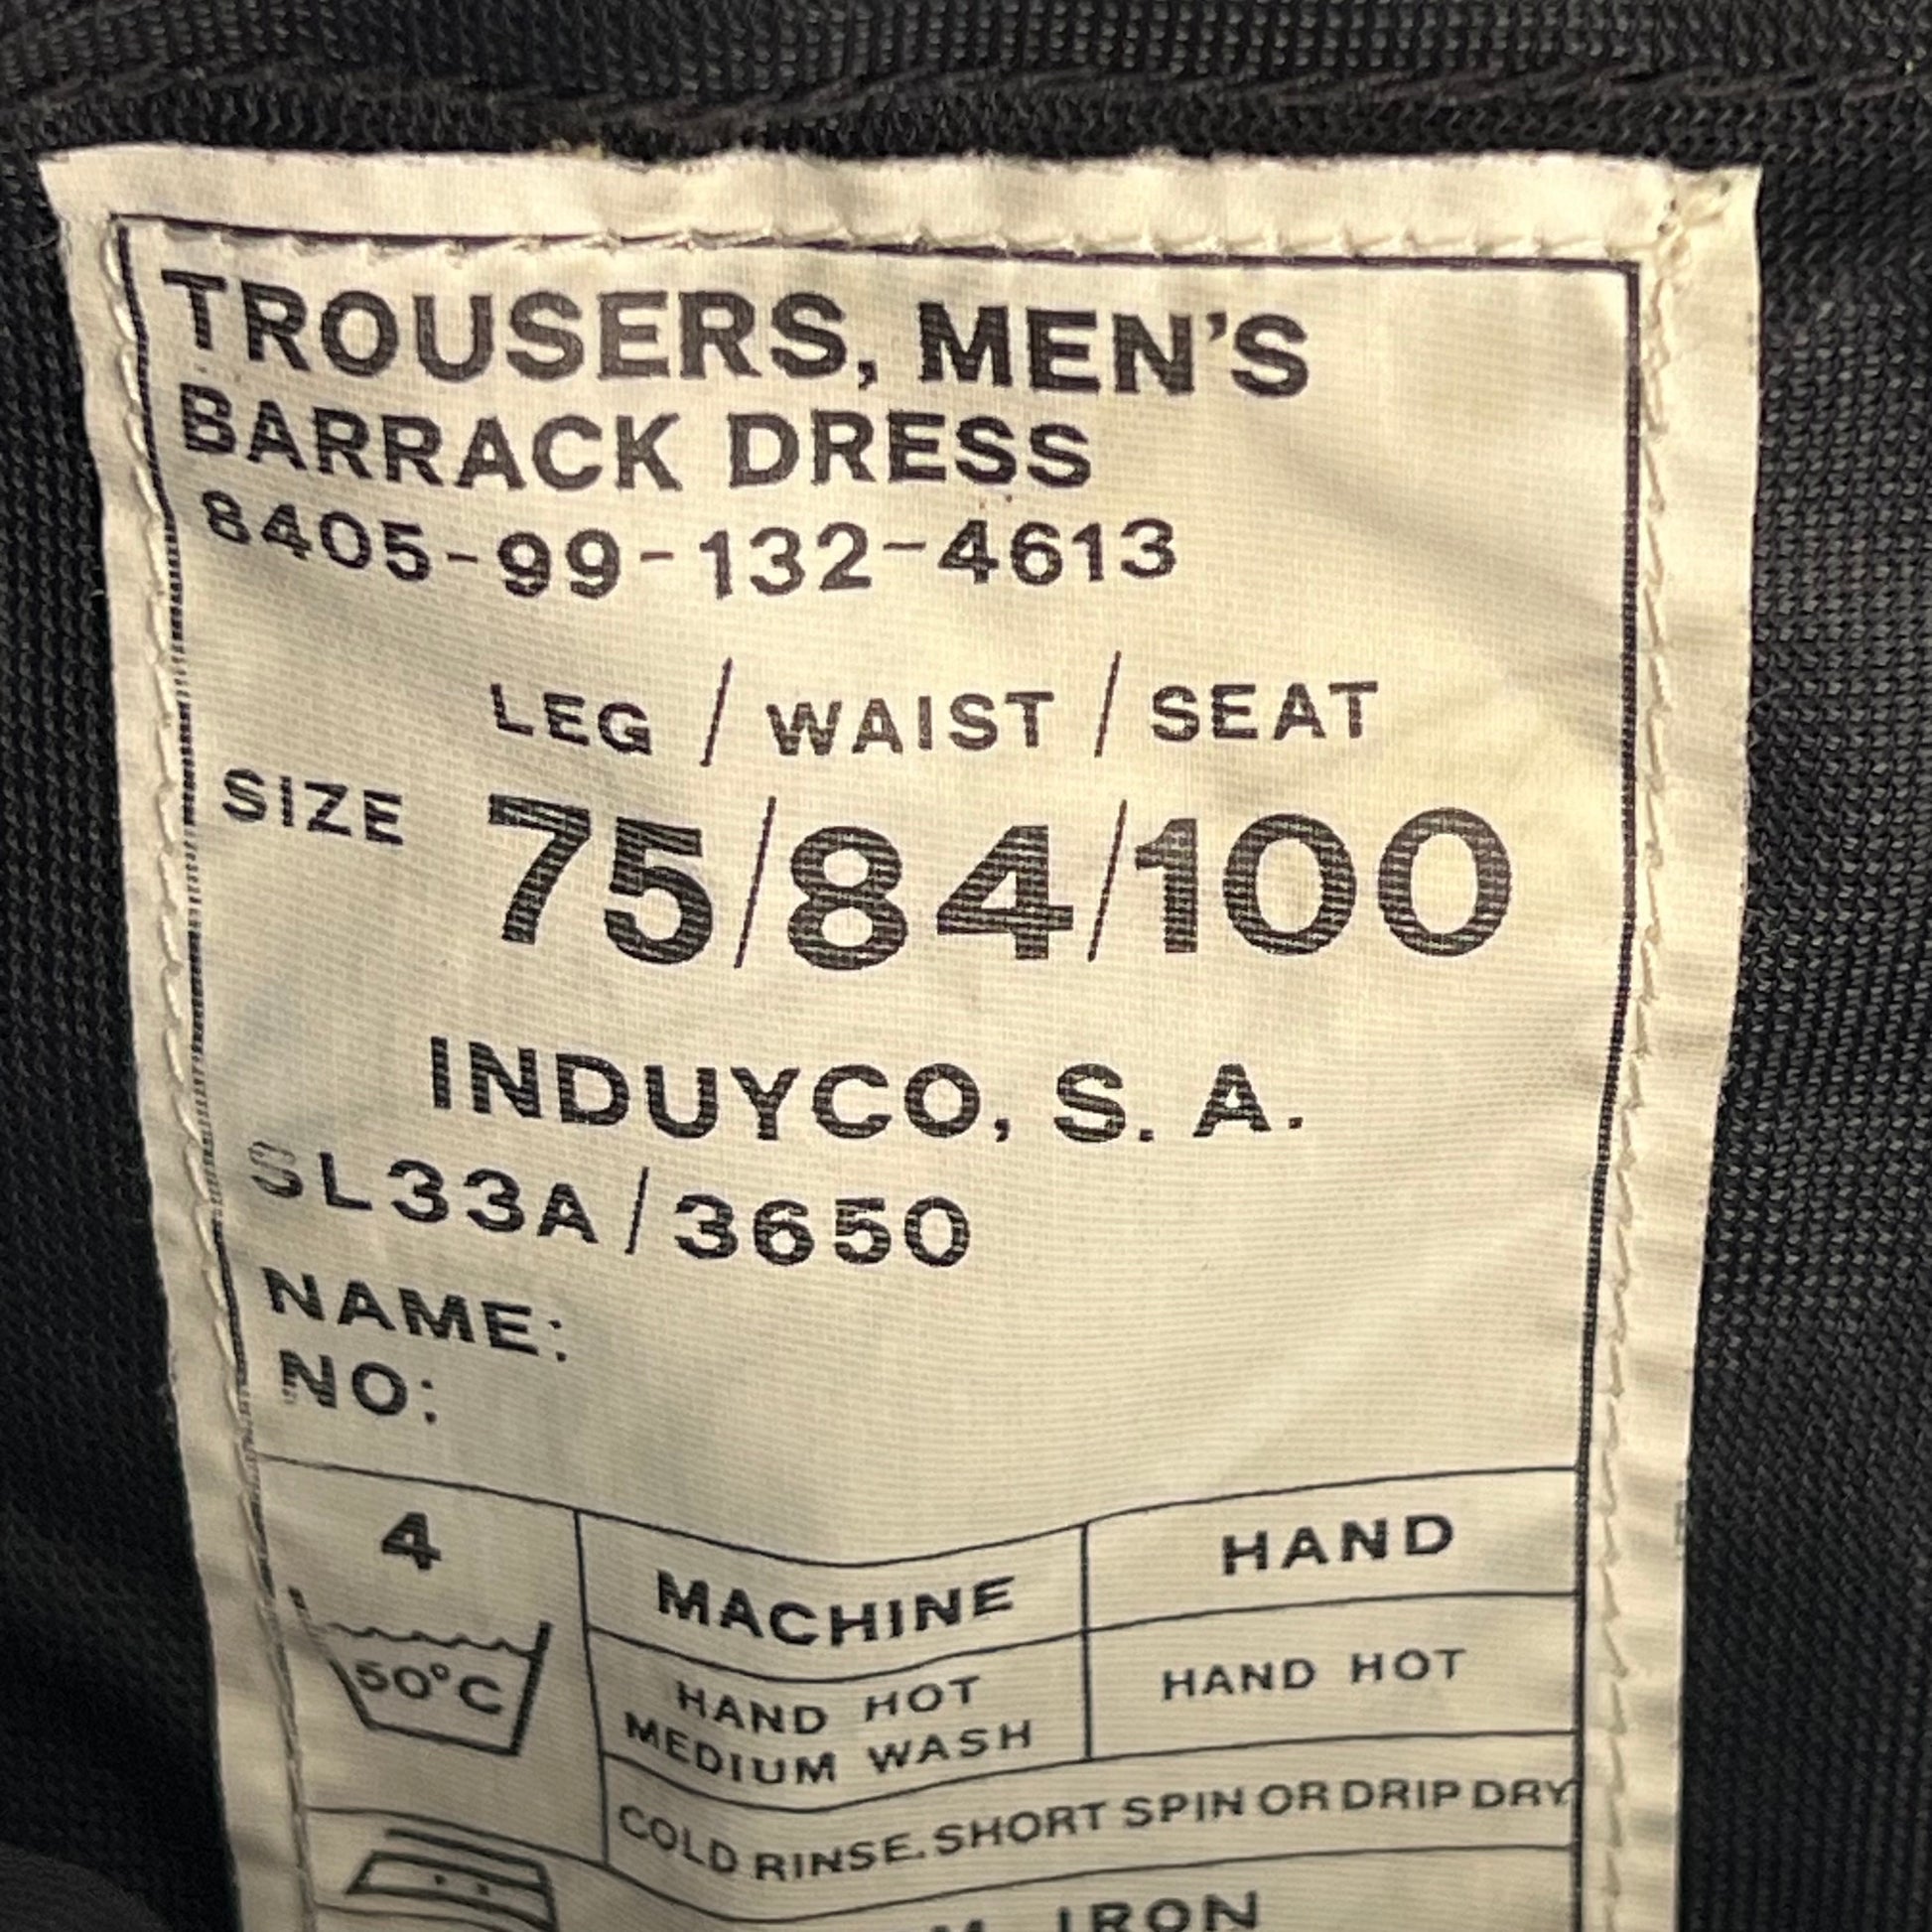 TROUSERS, MEN'S
BARRACK DRESS
8405-99-132-4613
LEG / WAIST / SEAT
SIZE 75/84/100
INDUYCO, S. A.
SL33A/3650
NAME:
NO:
4 MACHINE HAND
50°C HAND HOT
MEDIUM WASH
HAND HOT
COLD RINSE. SHORT SPIN OR DRIP DRY
IRON